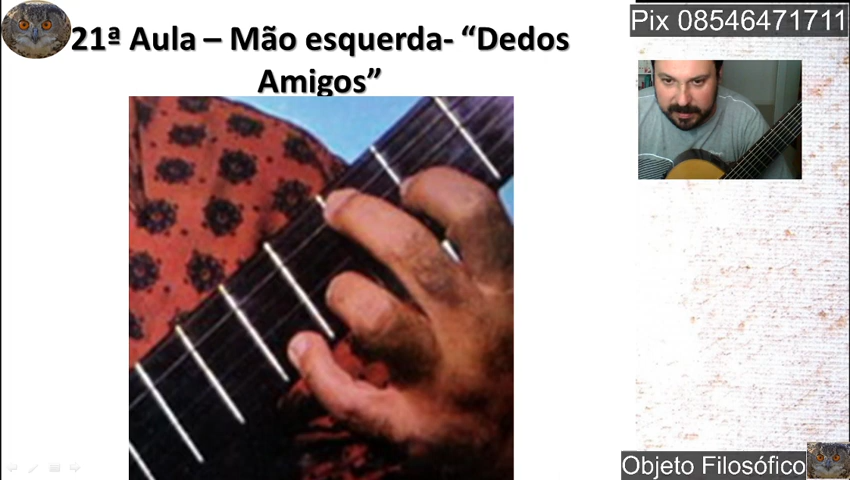 21ª Aula – Mão esquerda- “Dedos
Amigos”
Pix 08546471711
Objeto Filosófico